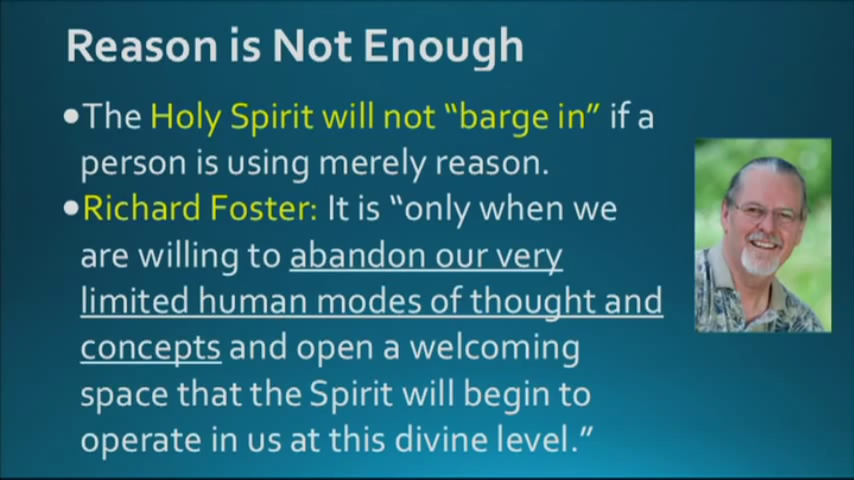 Reason is Not Enough
•The Holy Spirit will not “barge in” if a
person is using merely reason.
•Richard Foster: It is “only when we
are willing to abandon our very
limited human modes of thought and
concepts and open a welcoming
space that the Spirit will begin to
operate in us at this divine level.”